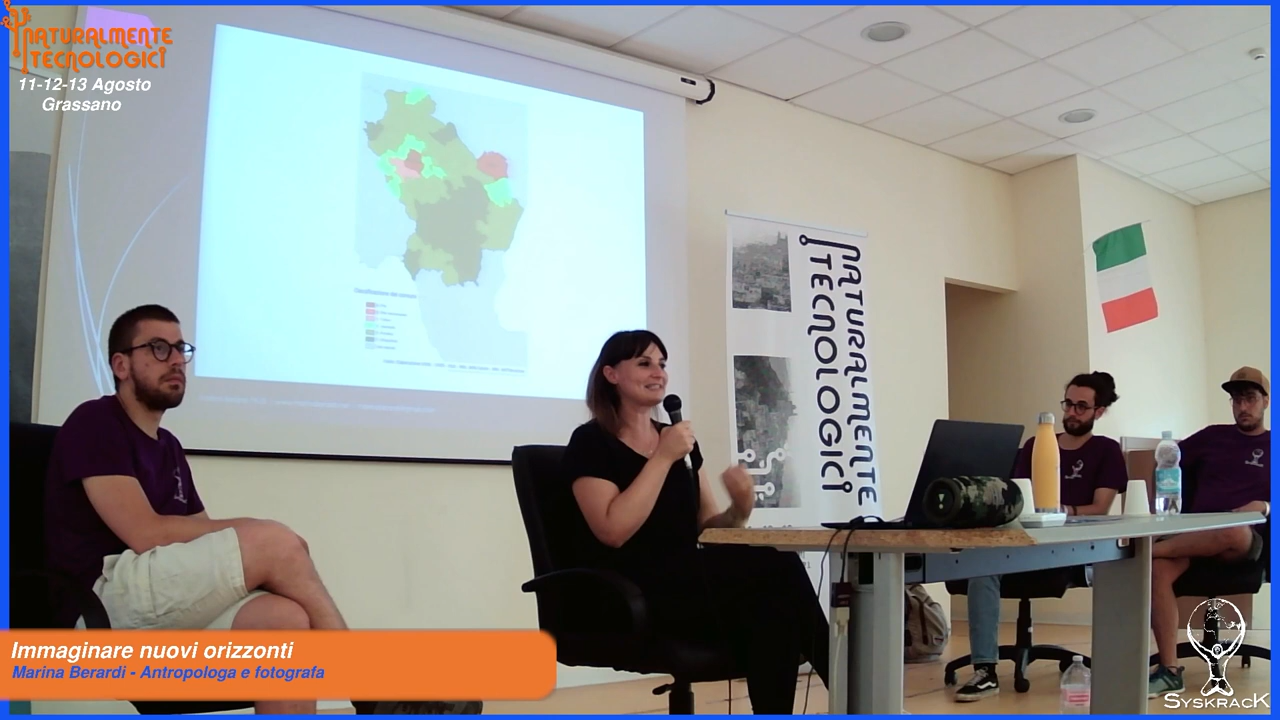 NATURALMENTE
TECNOLOGICI
11-12-13 Agosto
Grassano
NATURALMENTE
TECNOLOGICI
Immaginare nuovi orizzonti
Marina Berardi - Antropologa e fotografa
SYSKRACK